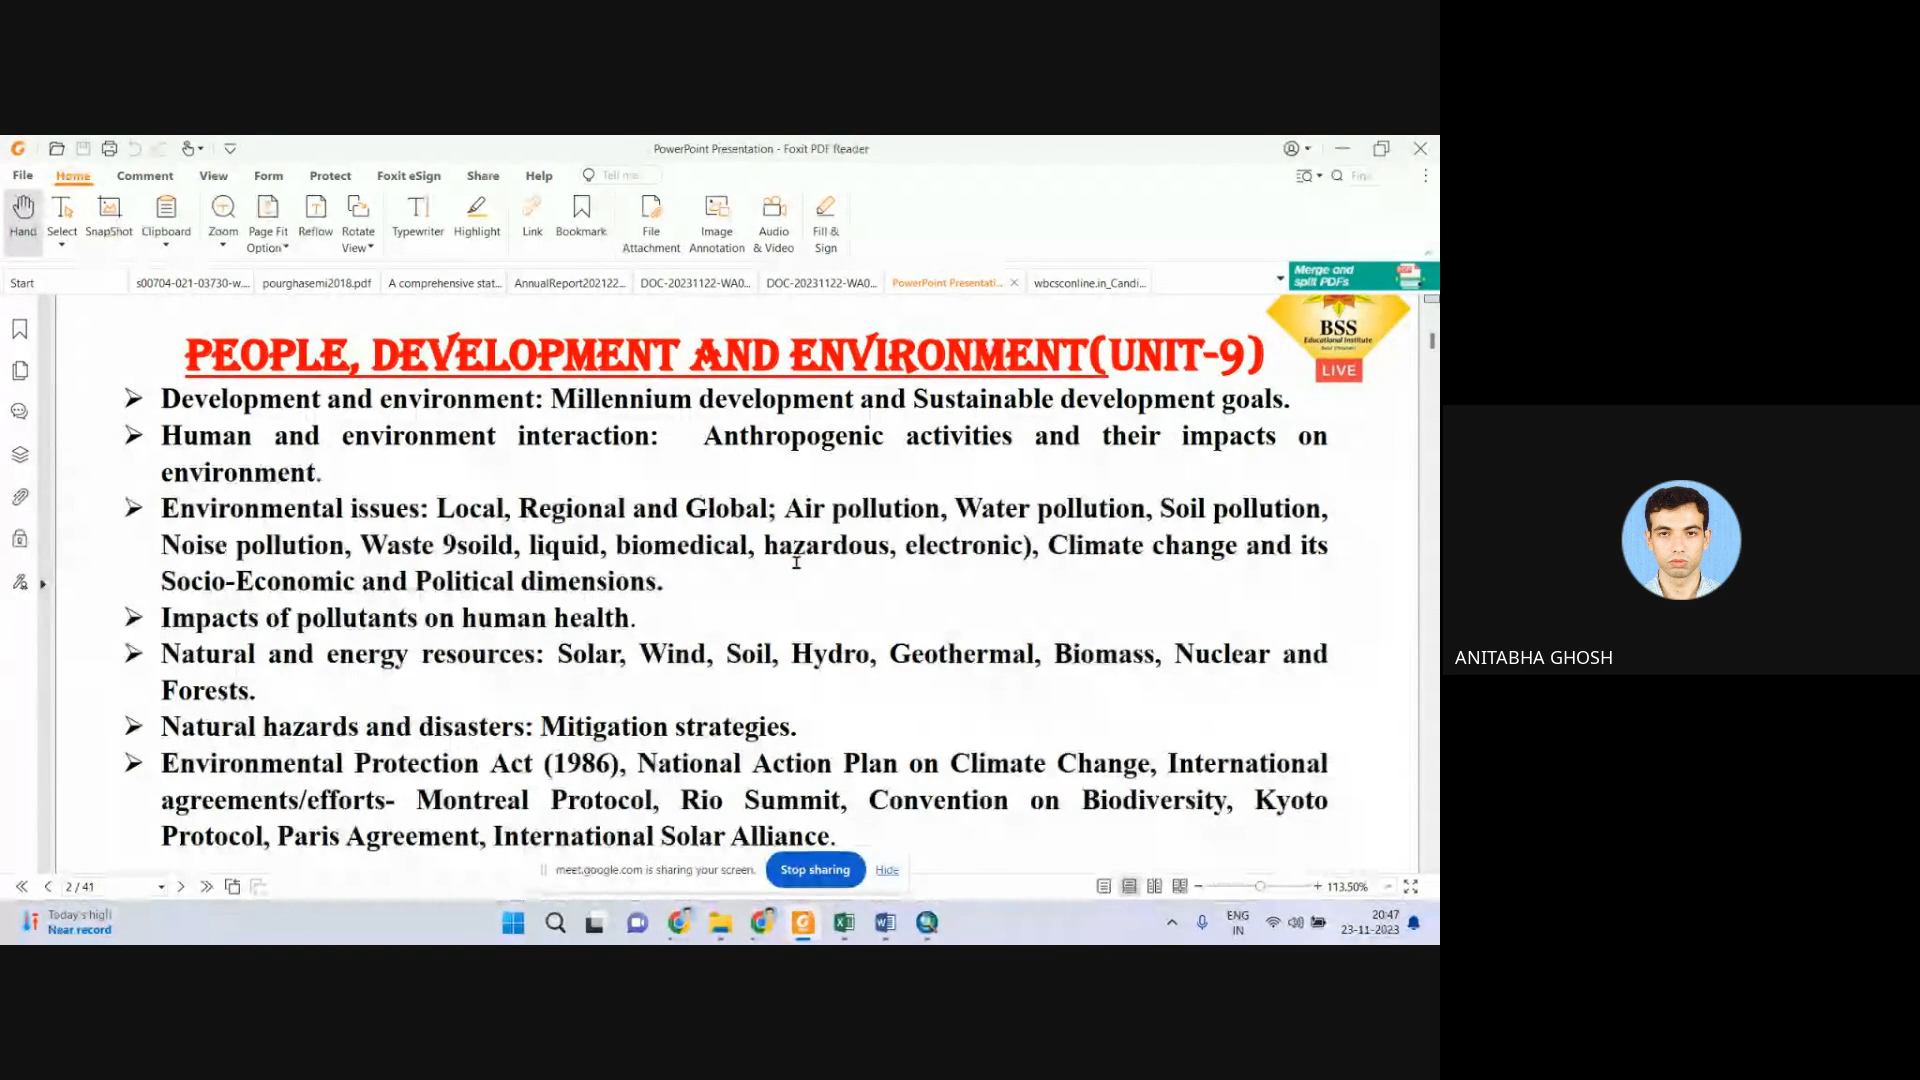 PowerPoint Presentation - Foxit PDF Reader
File Home Comment View Form Protect Foxit eSign Share Help Tell me Fin
Hand Select SnapShot Clipboard Zoom Page Fit Option Reflow Rotate View Typewriter Highlight Link Bookmark File Attachment Image Annotation Audio & Video Fill & Sign
Start s00704-021-03730-w... pourghasemi2018.pdf A comprehensive stat... AnnualReport202122... DOC-20231122-WA0... DOC-20231122-WA0... PowerPoint Presentati... wbcsconline.in_Candi...
Merge and
split PDFs
BSS
Educational Institute
LIVE
PEOPLE, DEVELOPMENT AND ENVIRONMENT(UNIT-9)
➢ Development and environment: Millennium development and Sustainable development goals.
➢ Human and environment interaction: Anthropogenic activities and their impacts on
environment.
➢ Environmental issues: Local, Regional and Global; Air pollution, Water pollution, Soil pollution,
Noise pollution, Waste 9soild, liquid, biomedical, hazardous, electronic), Climate change and its
Socio-Economic and Political dimensions.
➢ Impacts of pollutants on human health.
➢ Natural and energy resources: Solar, Wind, Soil, Hydro, Geothermal, Biomass, Nuclear and
Forests.
➢ Natural hazards and disasters: Mitigation strategies.
➢ Environmental Protection Act (1986), National Action Plan on Climate Change, International
agreements/efforts- Montreal Protocol, Rio Summit, Convention on Biodiversity, Kyoto
Protocol, Paris Agreement, International Solar Alliance.
meet.google.com is sharing your screen. Stop sharing Hide
2 / 41
113.50%
Today's high
Near record
ENG
IN
20:47
23-11-2023
ANITABHA GHOSH